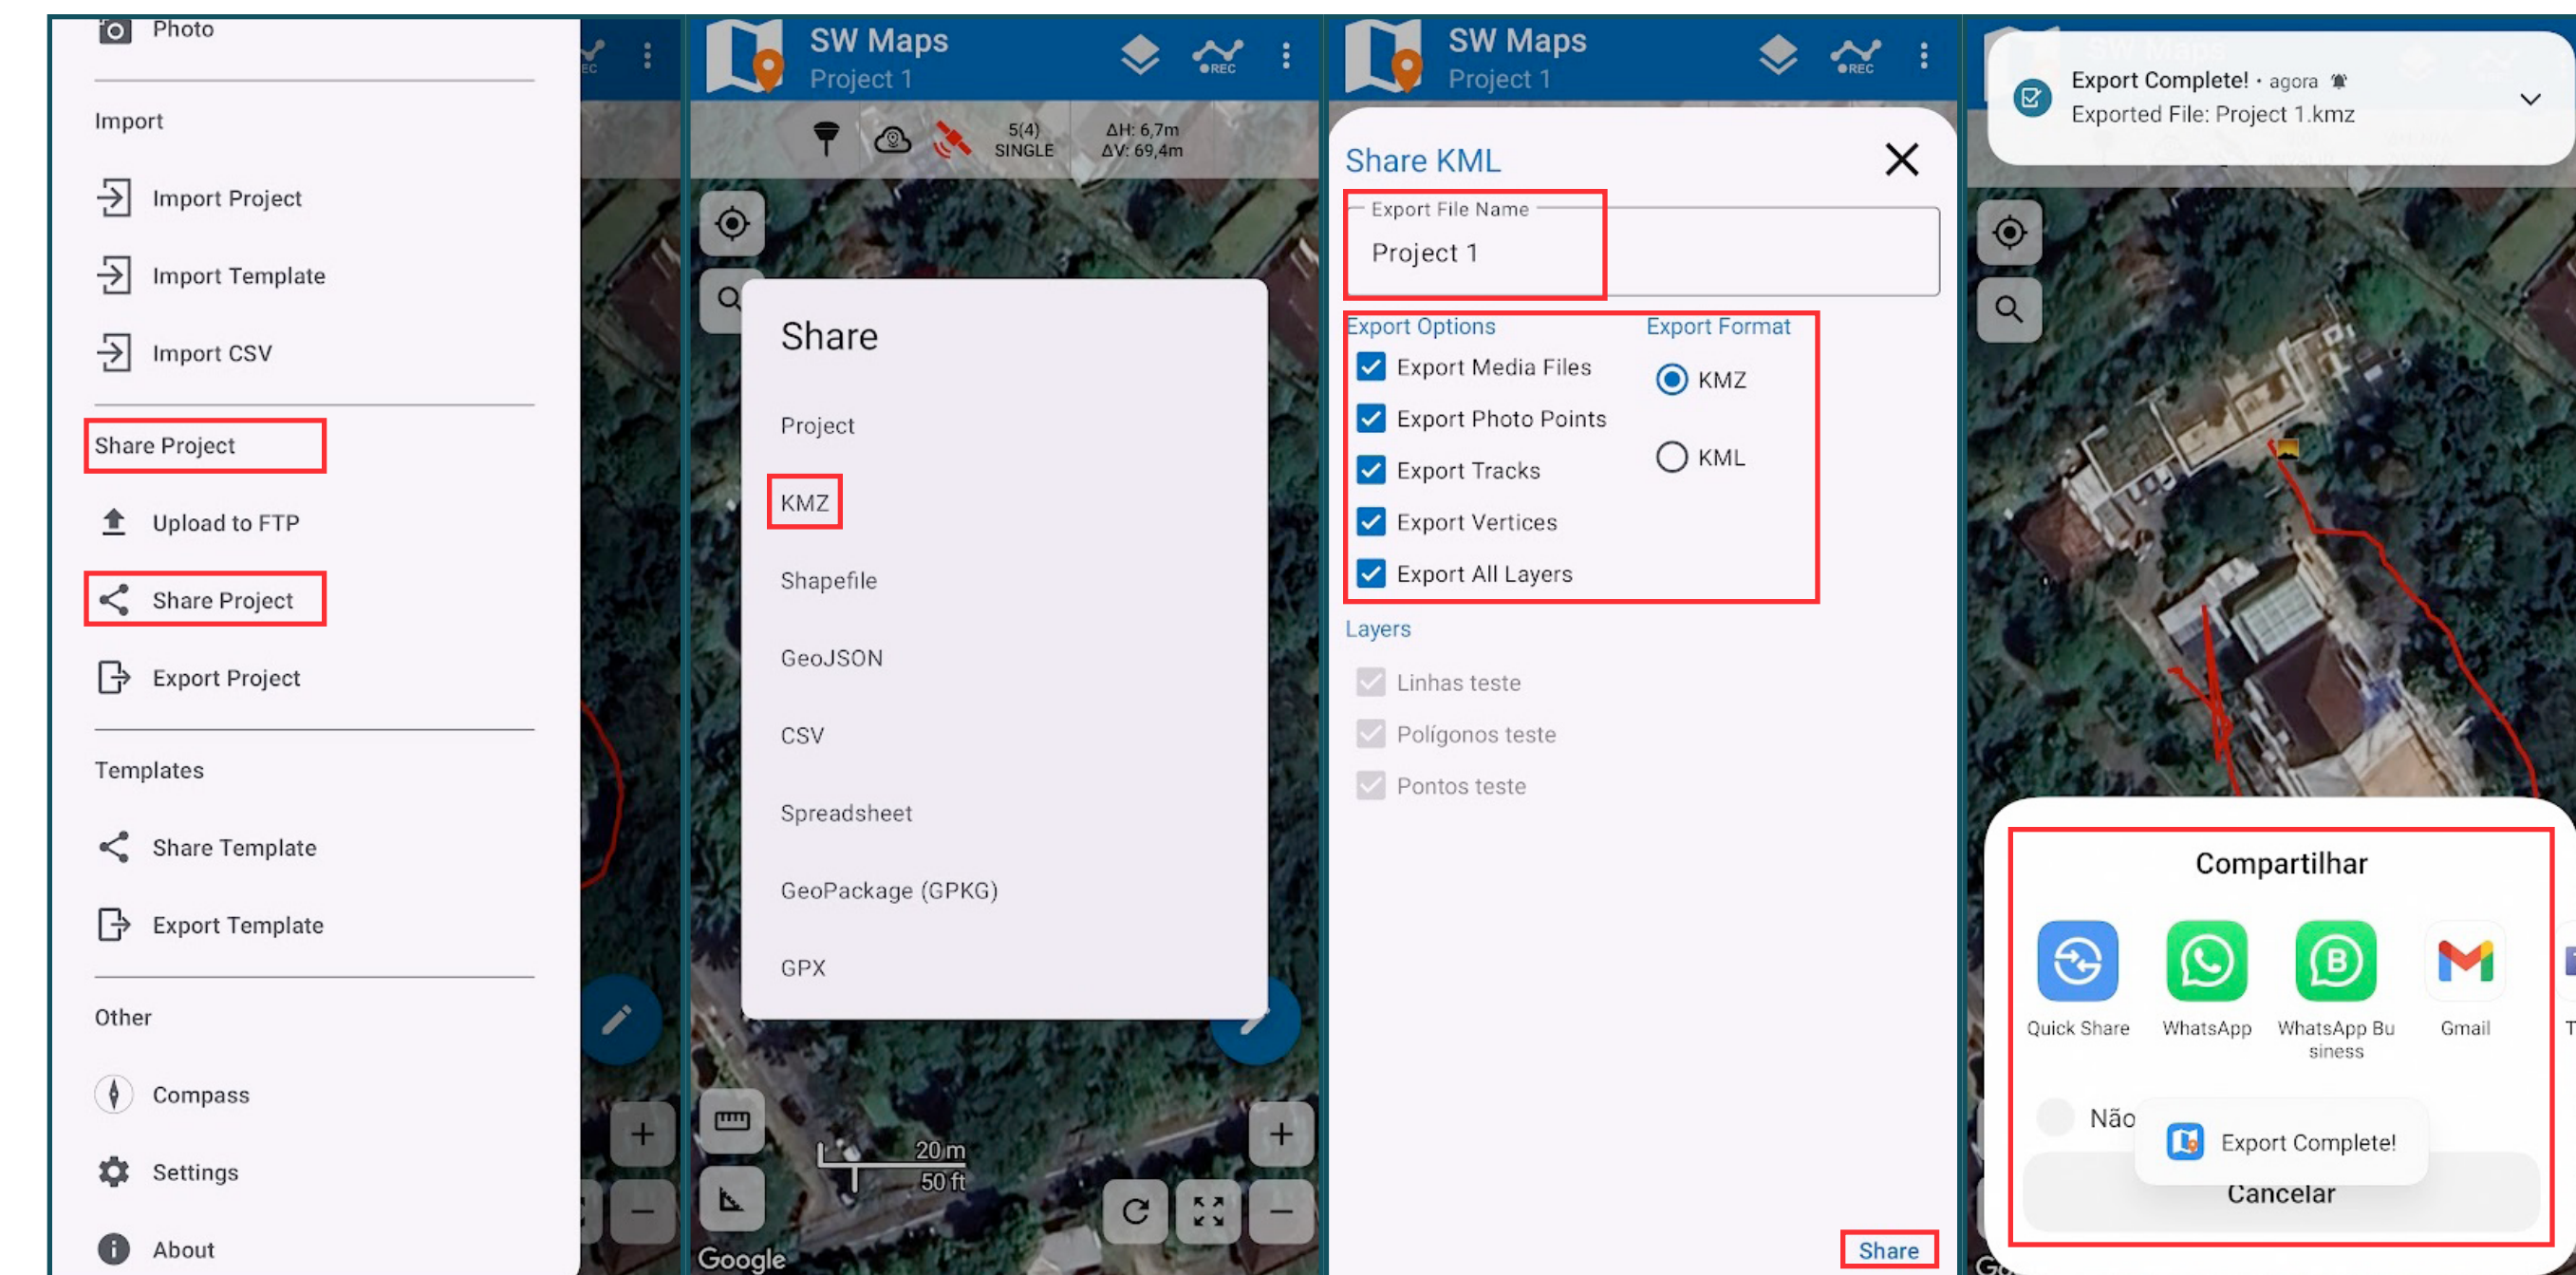 Photo
Import
Import Project
Import Template
Import CSV
Share Project
Upload to FTP
Share Project
Export Project
Templates
Share Template
Export Template
Other
Compass
Settings
About
EC
SW Maps
Project 1
REC
5(4)
SINGLE
ΔH: 6,7m
ΔV: 69,4m
Share
Project
KMZ
Shapefile
GeoJSON
CSV
Spreadsheet
GeoPackage (GPKG)
GPX
20 m
50 ft
Google
SW Maps
Project 1
REC
Share KML
Export File Name
Project 1
Export Options
Export Format
Export Media Files
KMZ
Export Photo Points
KML
Export Tracks
Export Vertices
Export All Layers
Layers
Linhas teste
Polígonos teste
Pontos teste
Share
SW Maps
Export Complete! · agora
Exported File: Project 1.kmz
Compartilhar
Quick Share
WhatsApp
WhatsApp Bu
siness
Gmail
T
Não
Export Complete!
Cancelar
Go